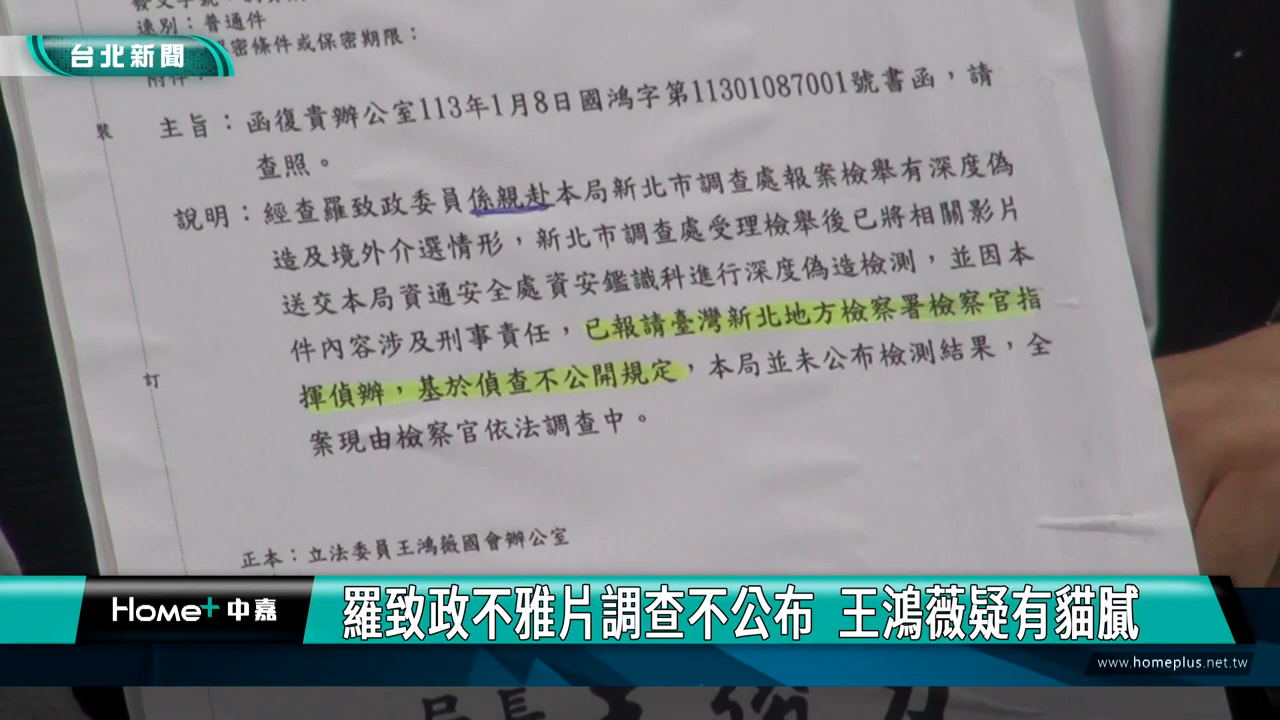 速別：普通件
密條件或保密期限：
台北新聞
附件：
裝
主旨：函復貴辦公室113年1月8日國鴻字第11301087001號書函，請
查照。
說明：經查羅致政委員係親赴本局新北市調查處報案檢舉有深度偽
造及境外介選情形，新北市調查處受理檢舉後已將相關影片
送交本局資通安全處資安鑑識科進行深度偽造檢測，並因本
件內容涉及刑事責任，已報請臺灣新北地方檢察署檢察官指
訂
揮偵辦，基於偵查不公開規定，本局並未公布檢測結果，全
案現由檢察官依法調查中。
正本：立法委員王鴻薇國會辦公室
Home+中嘉
羅致政不雅片調查不公布 王鴻薇疑有貓膩
www.homeplus.net.tw
局長